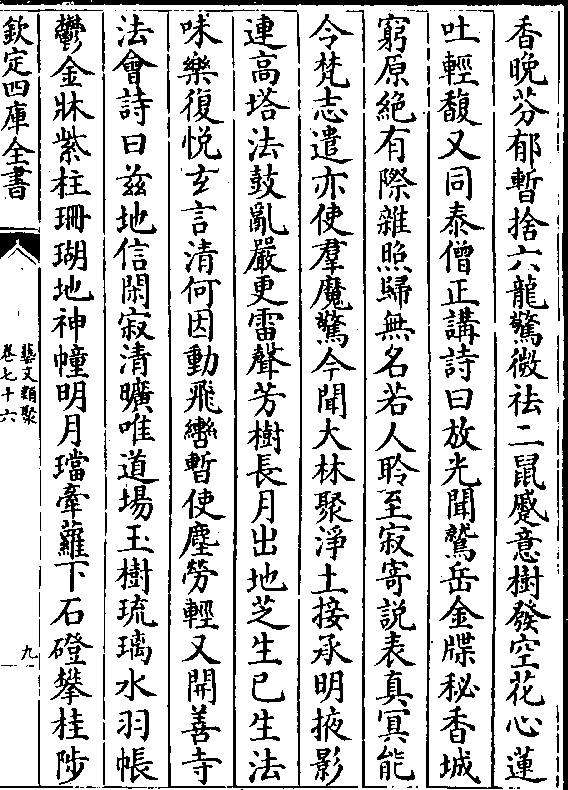 香晚芬郁暫捨六龍驚微祛二鼠蹙意樹發空花心蓮
吐輕馥又同泰僧正講詩曰放光聞鷲岳金牒秘香城
窮原絶有際雜照歸無名若人聆至寂寄説表真冥能
令梵志遣亦使羣魔驚今聞大林聚淨土接承明掖影
連高塔法鼓亂嚴更雷聲芳樹長月出地芝生已生法
味樂復悦玄言清何因動飛轡暫使塵勞輕又開善寺
法會詩曰兹地信閑寂清曠唯道場玉樹琉璃水羽帳
鬱金牀紫柱珊瑚地神幢明月璫牽蘿下石磴攀桂陟
欽定四庫全書
藝文類聚
卷七十六
九